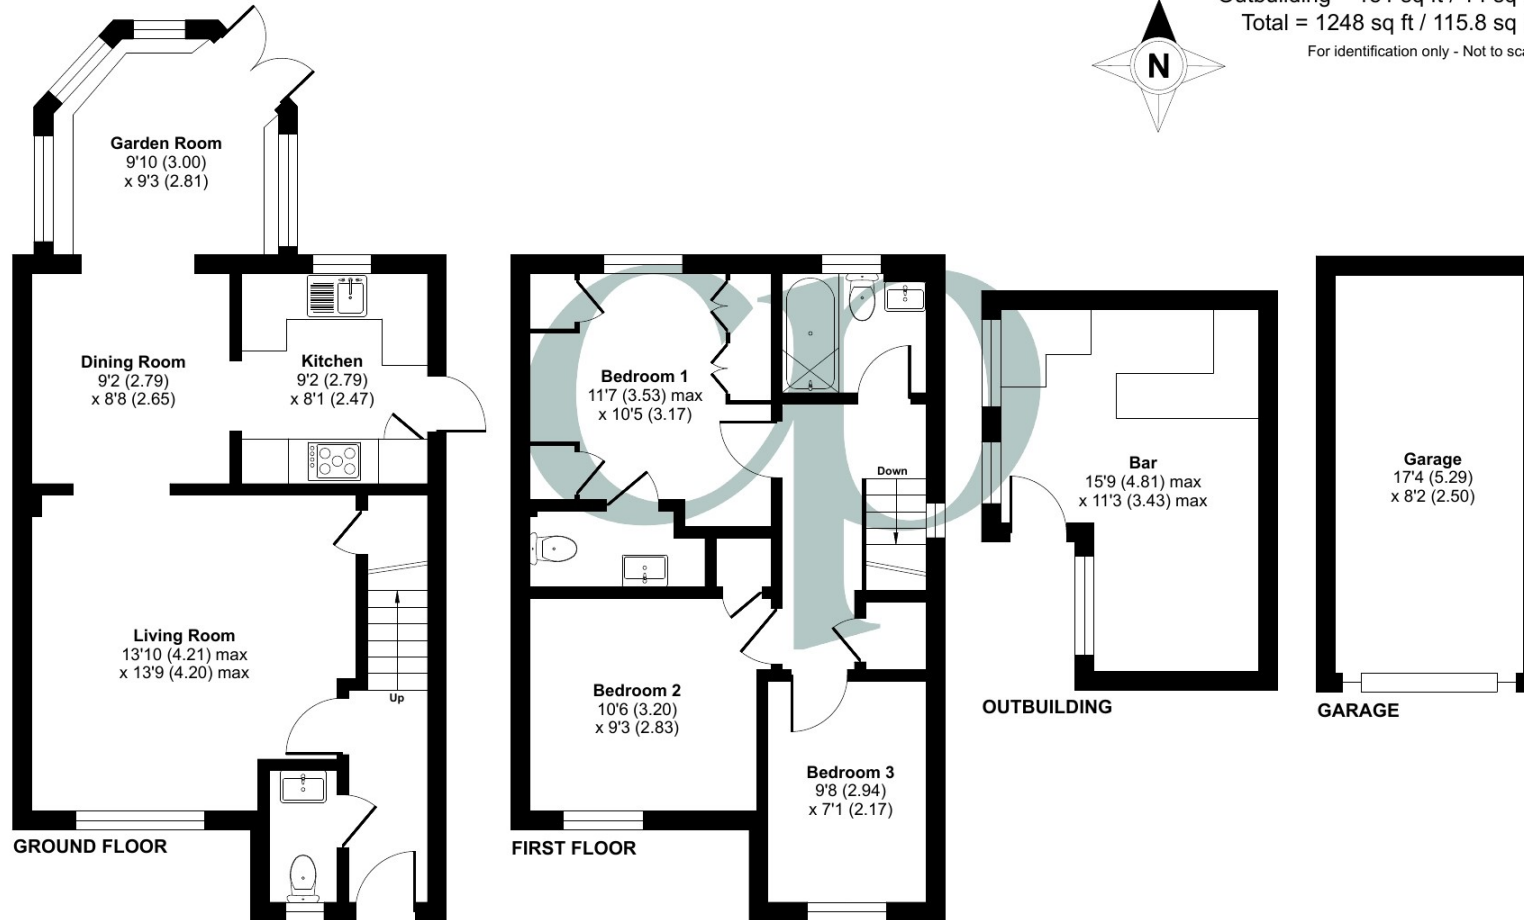 Total = 1248 sq ft / 115.8 sq
For identification only - Not to
N
Garden Room
9'10 (3.00)
x 9'3 (2.81)
Dining Room
9'2 (2.79)
x 8'8 (2.65)
Kitchen
9'2 (2.79)
x 8'1 (2.47)
Living Room
13'10 (4.21) max
x 13'9 (4.20) max
Up
GROUND FLOOR
Bedroom 1
11'7 (3.53) max
x 10'5 (3.17)
Down
Bedroom 2
10'6 (3.20)
x 9'3 (2.83)
Bedroom 3
9'8 (2.94)
x 7'1 (2.17)
FIRST FLOOR
Bar
15'9 (4.81) max
x 11'3 (3.43) max
OUTBUILDING
Garage
17'4 (5.29)
x 8'2 (2.50)
GARAGE
cp